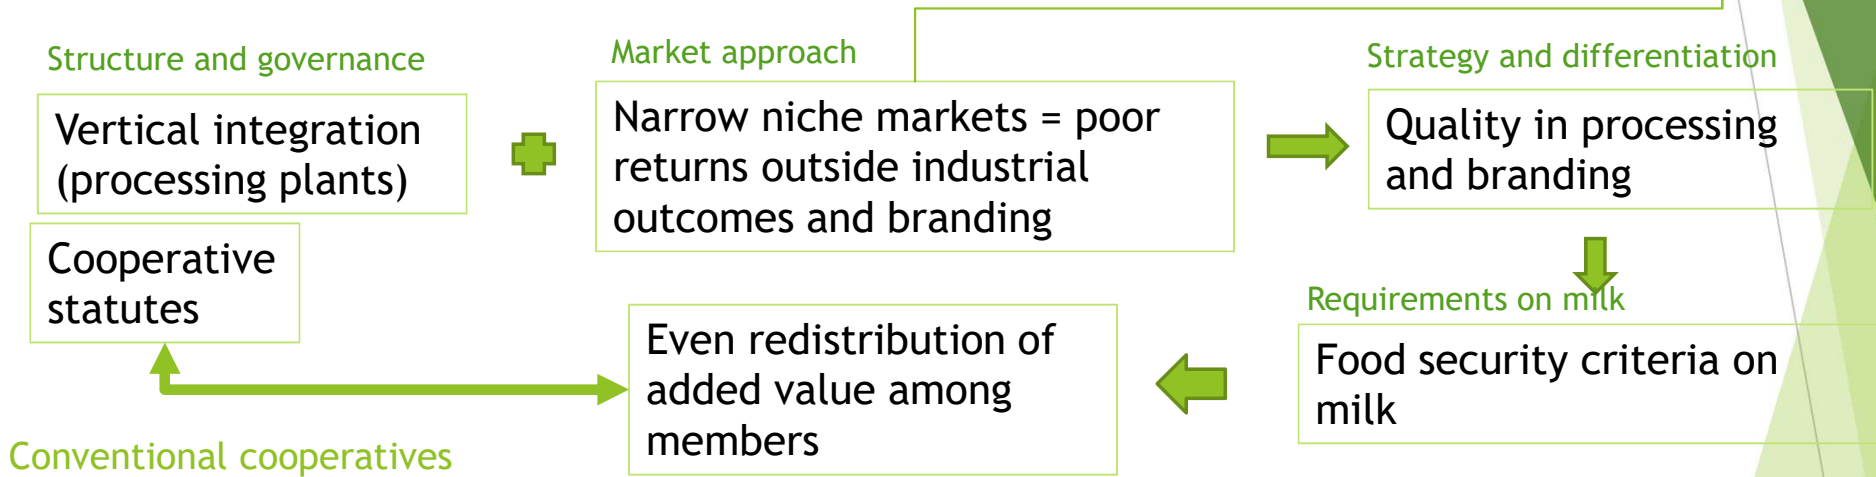 Structure and governance
Vertical integration
(processing plants)
Cooperative
statutes
Market approach
Narrow niche markets = poor
returns outside industrial
outcomes and branding
Strategy and differentiation
Quality in processing
and branding
Requirements on milk
Food security criteria on
milk
Even redistribution of
added value among
members
Conventional cooperatives